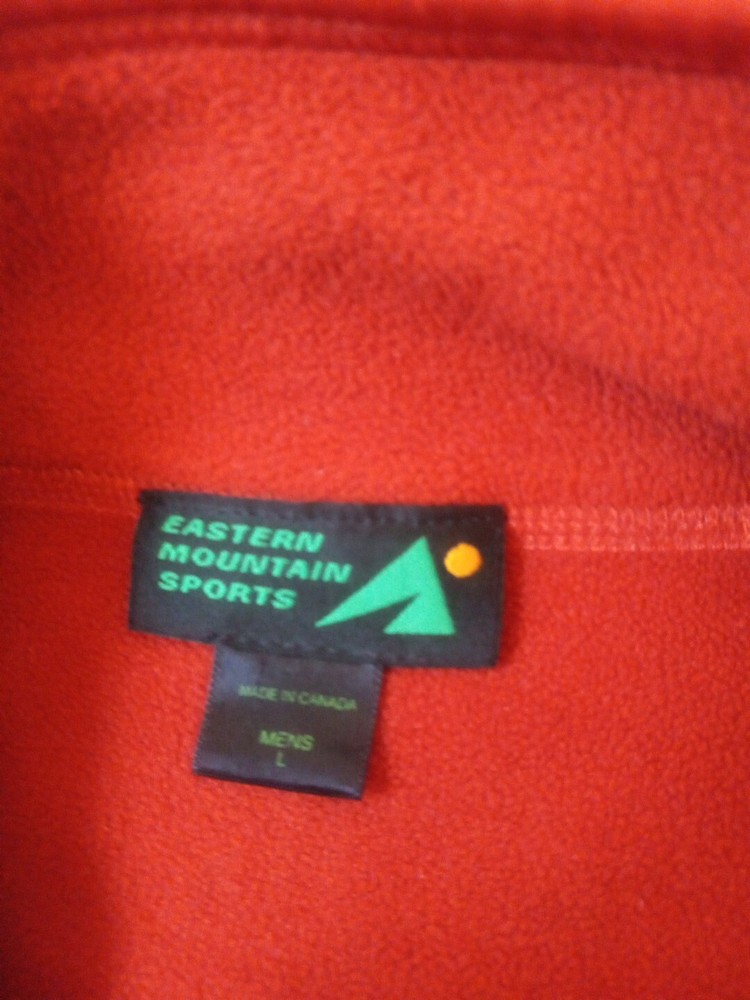 EASTERN
MOUNTAIN
SPORTS
MADE IN CANADA
MENS
L